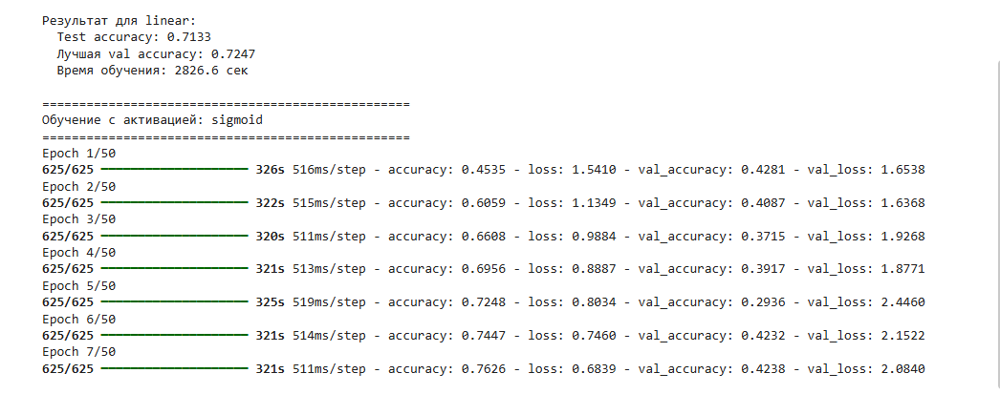 Результат для linear:
Test accuracy: 0.7133
Лучшая val accuracy: 0.7247
Время обучения: 2826.6 сек
==================================================
Обучение с активацией: sigmoid
==================================================
Epoch 1/50
625/625 ━━━━━━━━━━━━━━━━━━━━ 326s 516ms/step - accuracy: 0.4535 - loss: 1.5410 - val_accuracy: 0.4281 - val_loss: 1.6538
Epoch 2/50
625/625 ━━━━━━━━━━━━━━━━━━━━ 322s 515ms/step - accuracy: 0.6059 - loss: 1.1349 - val_accuracy: 0.4087 - val_loss: 1.6368
Epoch 3/50
625/625 ━━━━━━━━━━━━━━━━━━━━ 320s 511ms/step - accuracy: 0.6608 - loss: 0.9884 - val_accuracy: 0.3715 - val_loss: 1.9268
Epoch 4/50
625/625 ━━━━━━━━━━━━━━━━━━━━ 321s 513ms/step - accuracy: 0.6956 - loss: 0.8887 - val_accuracy: 0.3917 - val_loss: 1.8771
Epoch 5/50
625/625 ━━━━━━━━━━━━━━━━━━━━ 325s 519ms/step - accuracy: 0.7248 - loss: 0.8034 - val_accuracy: 0.2936 - val_loss: 2.4460
Epoch 6/50
625/625 ━━━━━━━━━━━━━━━━━━━━ 321s 514ms/step - accuracy: 0.7447 - loss: 0.7460 - val_accuracy: 0.4232 - val_loss: 2.1522
Epoch 7/50
625/625 ━━━━━━━━━━━━━━━━━━━━ 321s 511ms/step - accuracy: 0.7626 - loss: 0.6839 - val_accuracy: 0.4238 - val_loss: 2.0840